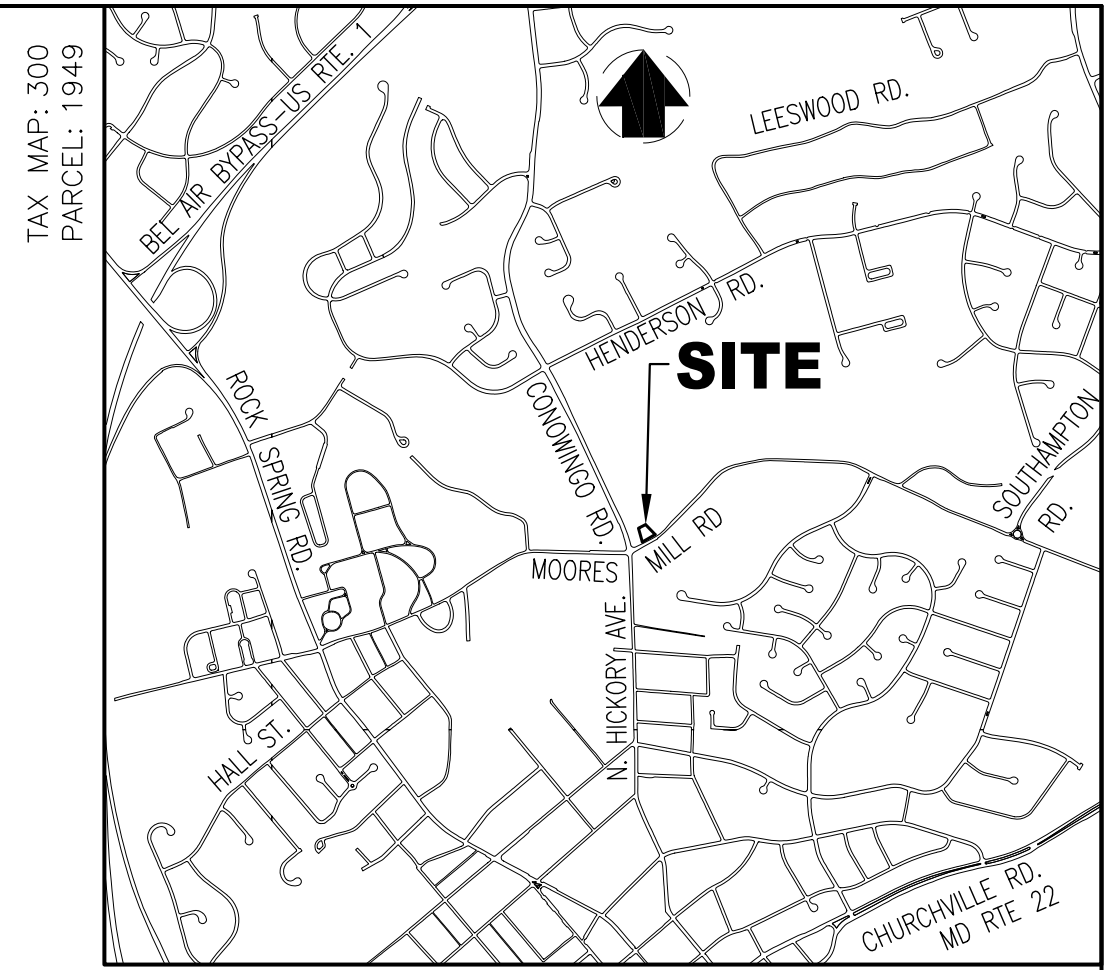 TAX MAP: 300
PARCEL: 1949
BEL AIR BYPASS-US RTE. 1
LEESWOOD RD.
HENDERSON RD.
SITE
ROCK SPRING RD.
CONOWINGO RD.
SOUTHAMPTON RD.
MOORES MILL RD
N. HICKORY AVE.
HALL ST.
CHURCHVILLE RD.
MD RTE 22